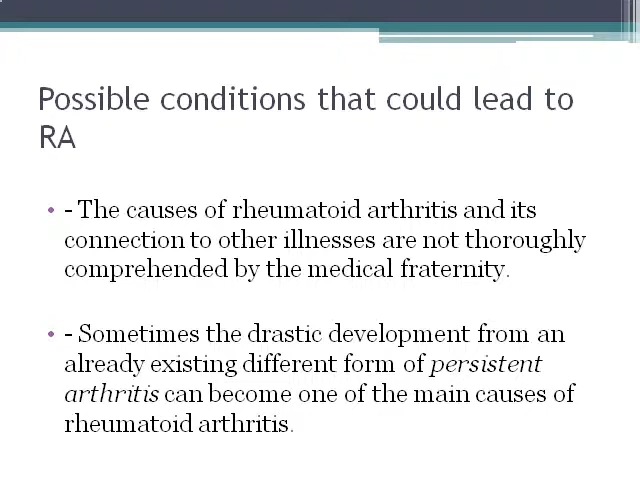 Possible conditions that could lead to
RA
• - The causes of rheumatoid arthritis and its
connection to other illnesses are not thoroughly
comprehended by the medical fraternity.
• - Sometimes the drastic development from an
already existing different form of persistent
arthritis can become one of the main causes of
rheumatoid arthritis.